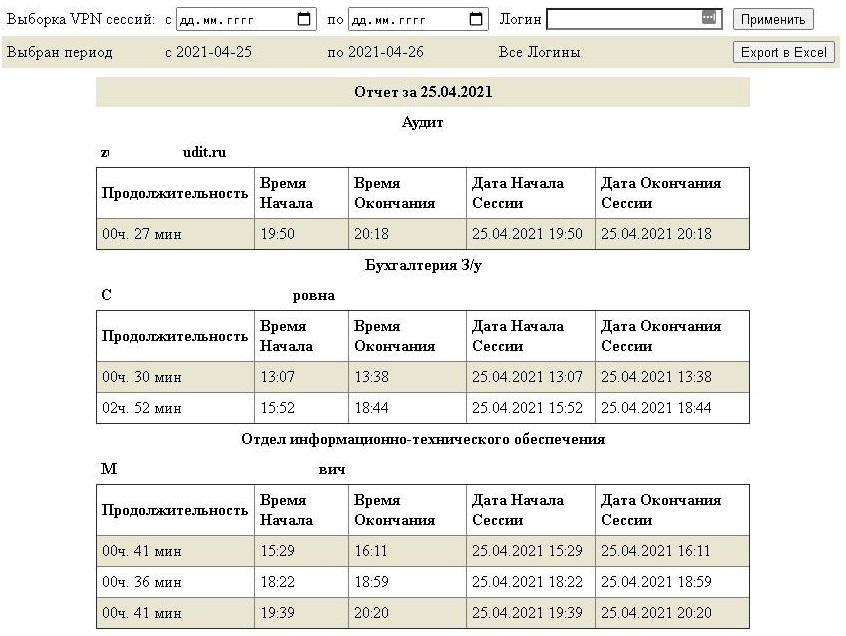 Выборка VPN сессий: с дд.мм.гггг по дд.мм.гггг Логин Применить
Выбран период с 2021-04-25 по 2021-04-26 Все Логины Export в Excel
Отчет за 25.04.2021
Аудит
udit.ru
Продолжительность Время Начала Время Окончания Дата Начала Сессии Дата Окончания Сессии
00ч. 27 мин 19:50 20:18 25.04.2021 19:50 25.04.2021 20:18
Бухгалтерия З/у
С ровна
Продолжительность Время Начала Время Окончания Дата Начала Сессии Дата Окончания Сессии
00ч. 30 мин 13:07 13:38 25.04.2021 13:07 25.04.2021 13:38
02ч. 52 мин 15:52 18:44 25.04.2021 15:52 25.04.2021 18:44
Отдел информационно-технического обеспечения
М вич
Продолжительность Время Начала Время Окончания Дата Начала Сессии Дата Окончания Сессии
00ч. 41 мин 15:29 16:11 25.04.2021 15:29 25.04.2021 16:11
00ч. 36 мин 18:22 18:59 25.04.2021 18:22 25.04.2021 18:59
00ч. 41 мин 19:39 20:20 25.04.2021 19:39 25.04.2021 20:20